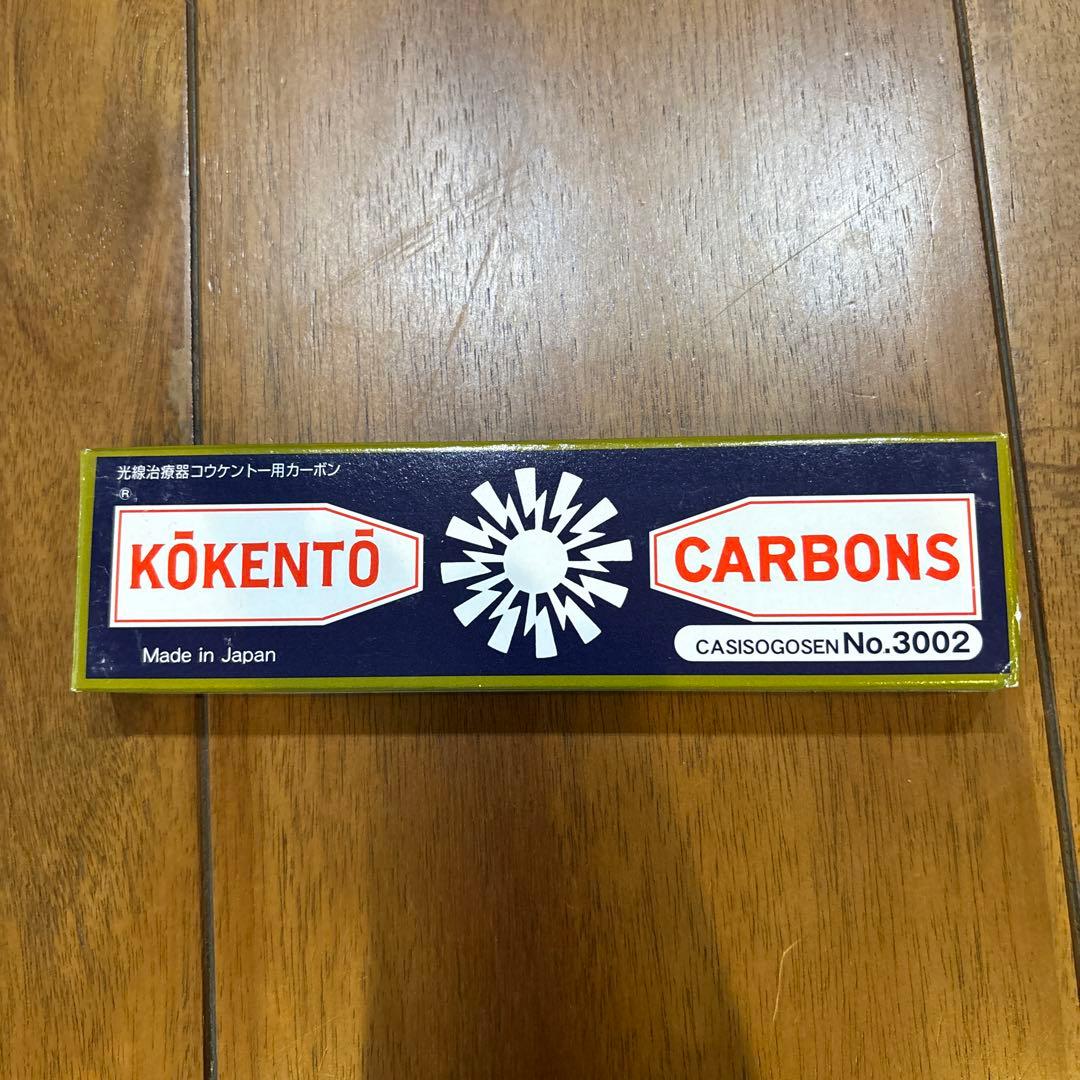 光線治療器コウケントー用カーボン
®
KŌKENTŌ
CARBONS
Made in Japan
CASISOGOSEN No.3002